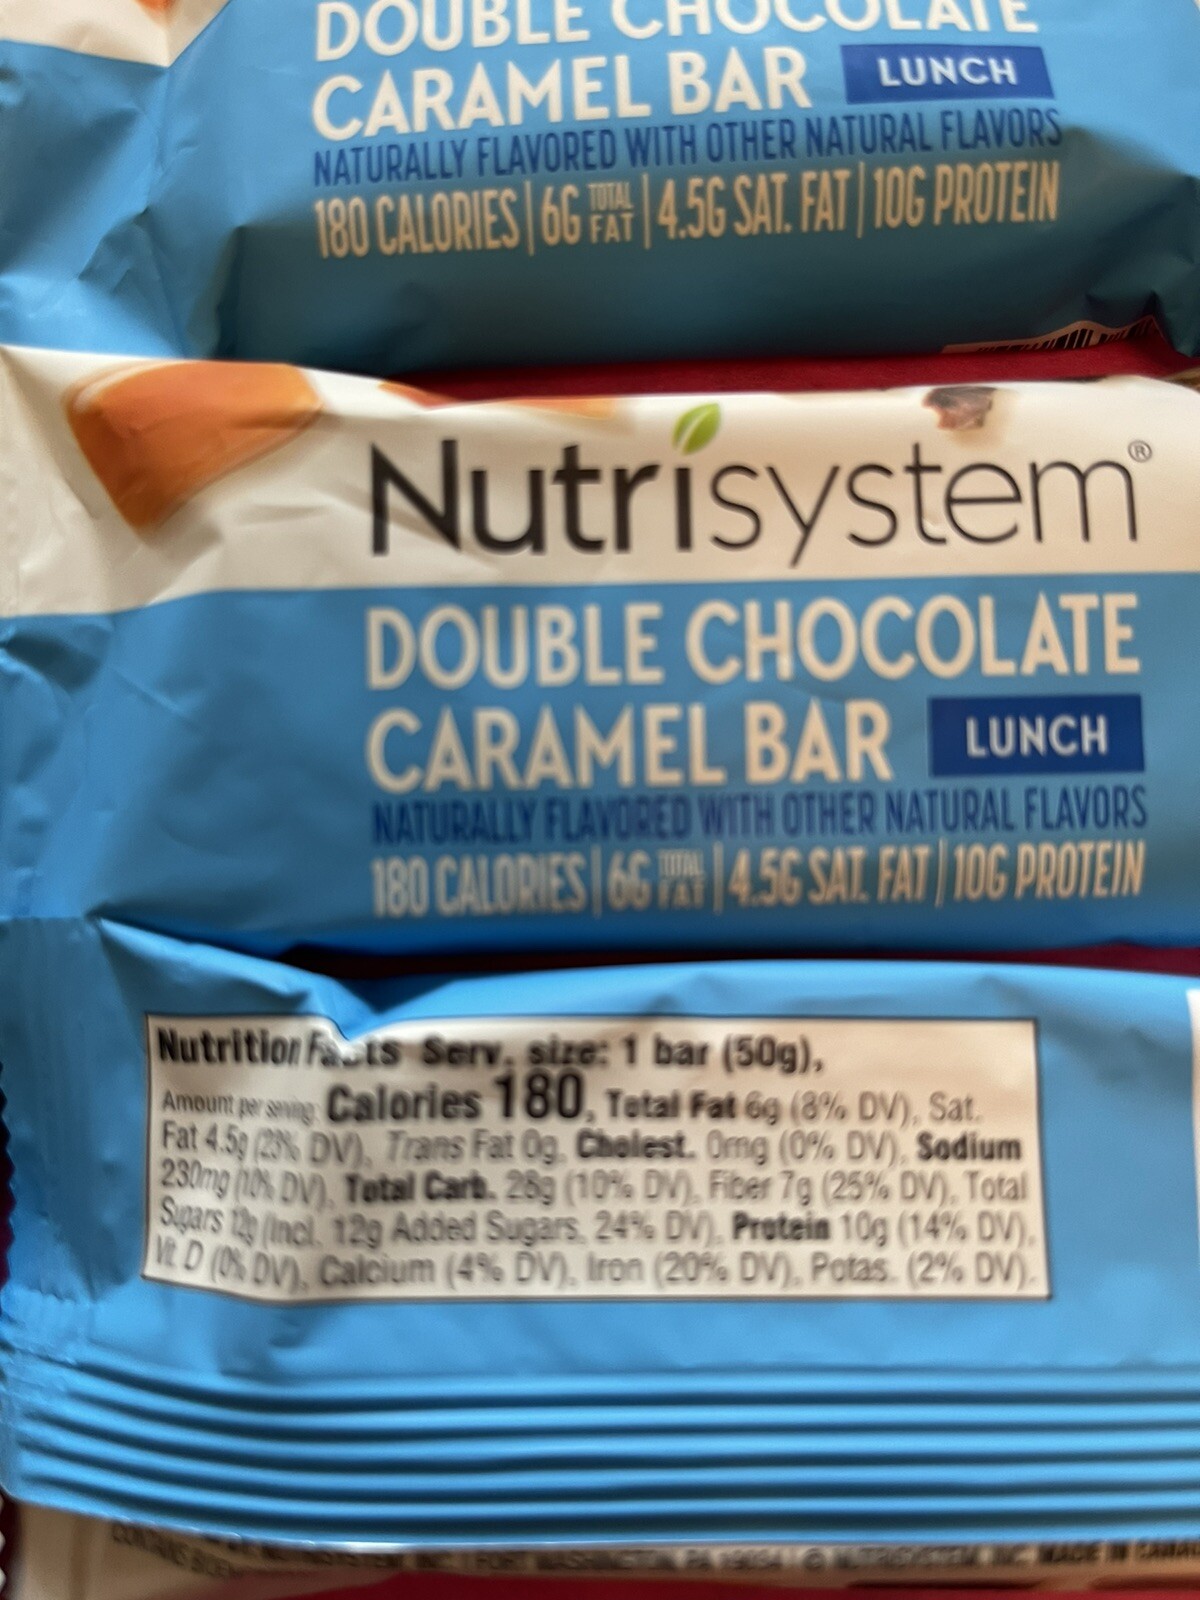 DOUBLE CHOCOLATE
CARAMEL BAR LUNCH
NATURALLY FLAVORED WITH OTHER NATURAL FLAVORS
180 CALORIES | 6G TOTAL FAT | 4.5G SAT. FAT | 10G PROTEIN
Nutrisystem®
DOUBLE CHOCOLATE
CARAMEL BAR LUNCH
NATURALLY FLAVORED WITH OTHER NATURAL FLAVORS
180 CALORIES | 6G TOTAL FAT | 4.5G SAT. FAT | 10G PROTEIN
Nutrition Facts Serv. size: 1 bar (50g),
Amount per serving: Calories 180, Total Fat 6g (8% DV), Sat.
Fat 4.5g (23% DV), Trans Fat 0g, Cholest. 0mg (0% DV), Sodium
230mg (10% DV), Total Carb. 28g (10% DV), Fiber 7g (25% DV), Total
Sugars 12g (Incl. 12g Added Sugars, 24% DV), Protein 10g (14% DV),
Vit. D (0% DV), Calcium (4% DV), Iron (20% DV), Potas. (2% DV).
NUTRISYSTEM, INC. | FORT WASHINGTON, PA 19034 | © NUTRISYSTEM, INC. MADE IN